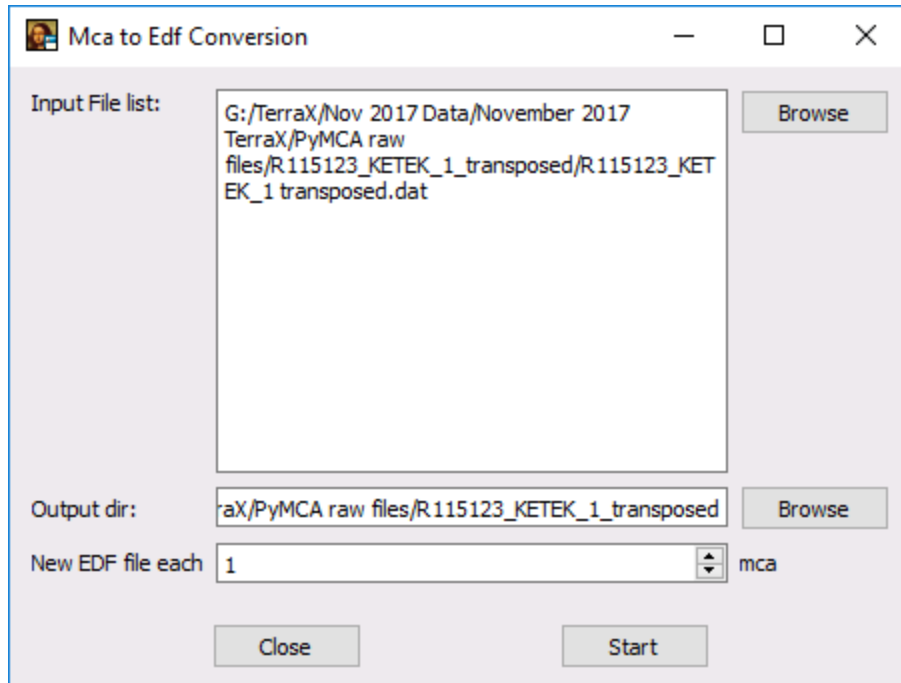 Mca to Edf Conversion
Input File list:
G:/TerraX/Nov 2017 Data/November 2017
TerraX/PyMCA raw
files/R115123_KETEK_1_transposed/R115123_KET
EK_1 transposed.dat
Browse
Output dir:
raX/PyMCA raw files/R115123_KETEK_1_transposed
Browse
New EDF file each
1
mca
Close
Start